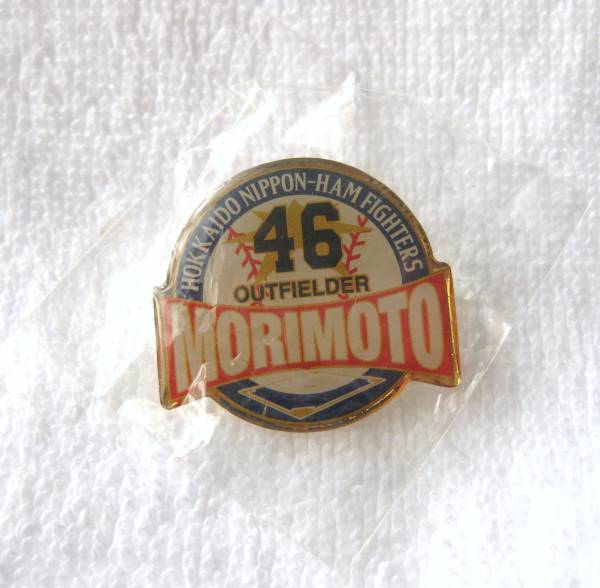 HOKKAIDO NIPPON-HAM FIGHTERS
46
OUTFIELDER
MORIMOTO